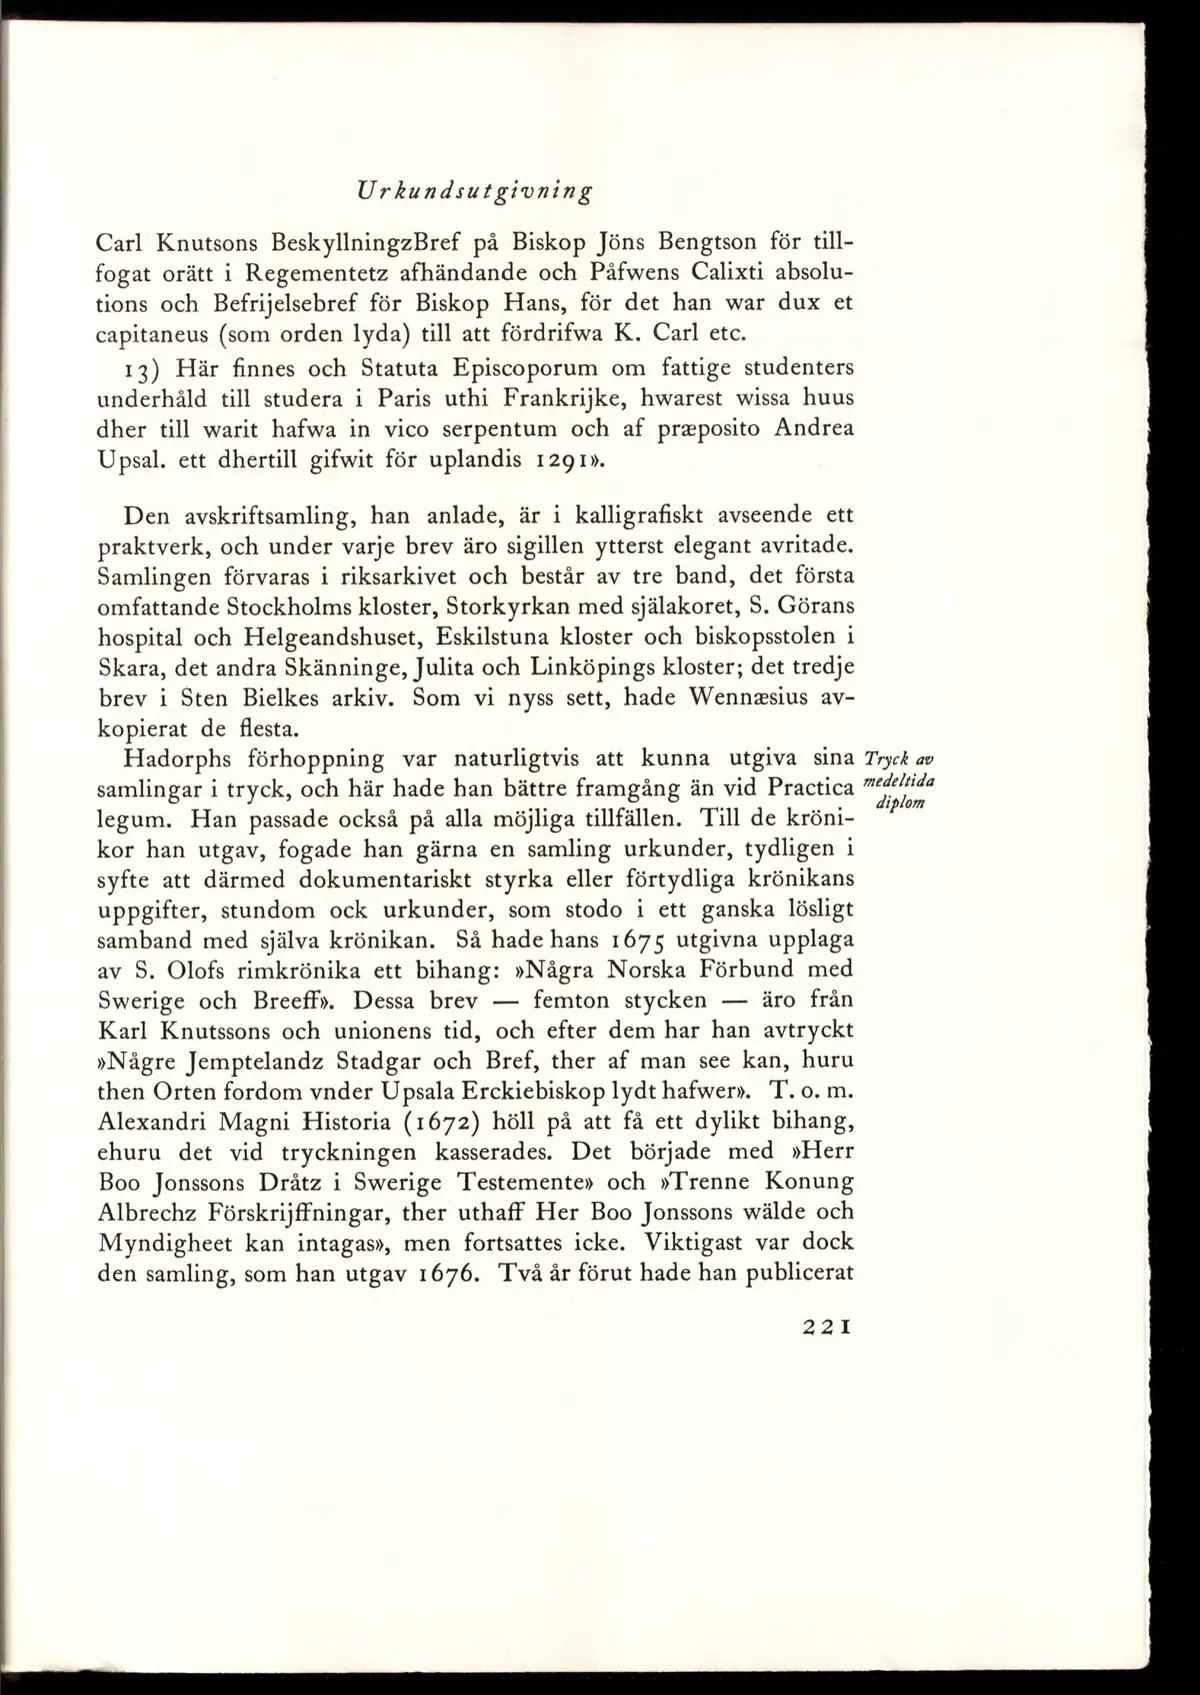 Urkundsutgivning
Carl Knutsons BeskyllningzBref på Biskop Jöns Bengtson för till-
fogat orätt i Regementetz afhändande och Påfwens Calixti absolu-
tions och Befrijelsebref för Biskop Hans, för det han war dux et
capitaneus (som orden lyda) till att fördrifwa K. Carl etc.
13) Här finnes och Statuta Episcoporum om fattige studenters
underhåld till studera i Paris uthi Frankrijke, hwarest wissa huus
dher till warit hafwa in vico serpentum och af præposito Andrea
Upsal. ett dhertill gifwit för uplandis 1291».
Den avskriftsamling, han anlade, är i kalligrafiskt avseende ett
praktverk, och under varje brev äro sigillen ytterst elegant avritade.
Samlingen förvaras i riksarkivet och består av tre band, det första
omfattande Stockholms kloster, Storkyrkan med själakoret, S. Görans
hospital och Helgeandshuset, Eskilstuna kloster och biskopsstolen i
Skara, det andra Skänninge, Julita och Linköpings kloster; det tredje
brev i Sten Bielkes arkiv. Som vi nyss sett, hade Wennæsius av-
kopierat de flesta.
Hadorphs förhoppning var naturligtvis att kunna utgiva sina
samlingar i tryck, och här hade han bättre framgång än vid Practica
legum. Han passade också på alla möjliga tillfällen. Till de kröni-
kor han utgav, fogade han gärna en samling urkunder, tydligen i
syfte att därmed dokumentariskt styrka eller förtydliga krönikans
uppgifter, stundom ock urkunder, som stodo i ett ganska lösligt
samband med själva krönikan. Så hade hans 1675 utgivna upplaga
av S. Olofs rimkrönika ett bihang: »Några Norska Förbund med
Swerige och Breeff». Dessa brev — femton stycken — äro från
Karl Knutssons och unionens tid, och efter dem har han avtryckt
»Någre Jemptelandz Stadgar och Bref, ther af man see kan, huru
then Orten fordom vnder Upsala Erckiebiskop lydt hafwer». T. o. m.
Alexandri Magni Historia (1672) höll på att få ett dylikt bihang,
ehuru det vid tryckningen kasserades. Det började med »Herr
Boo Jonssons Dråtz i Swerige Testemente» och »Trenne Konung
Albrechz Förskrijffningar, ther uthaff Her Boo Jonssons wälde och
Myndigheet kan intagas», men fortsattes icke. Viktigast var dock
den samling, som han utgav 1676. Två år förut hade han publicerat
Tryck av
medeltida
diplom
221